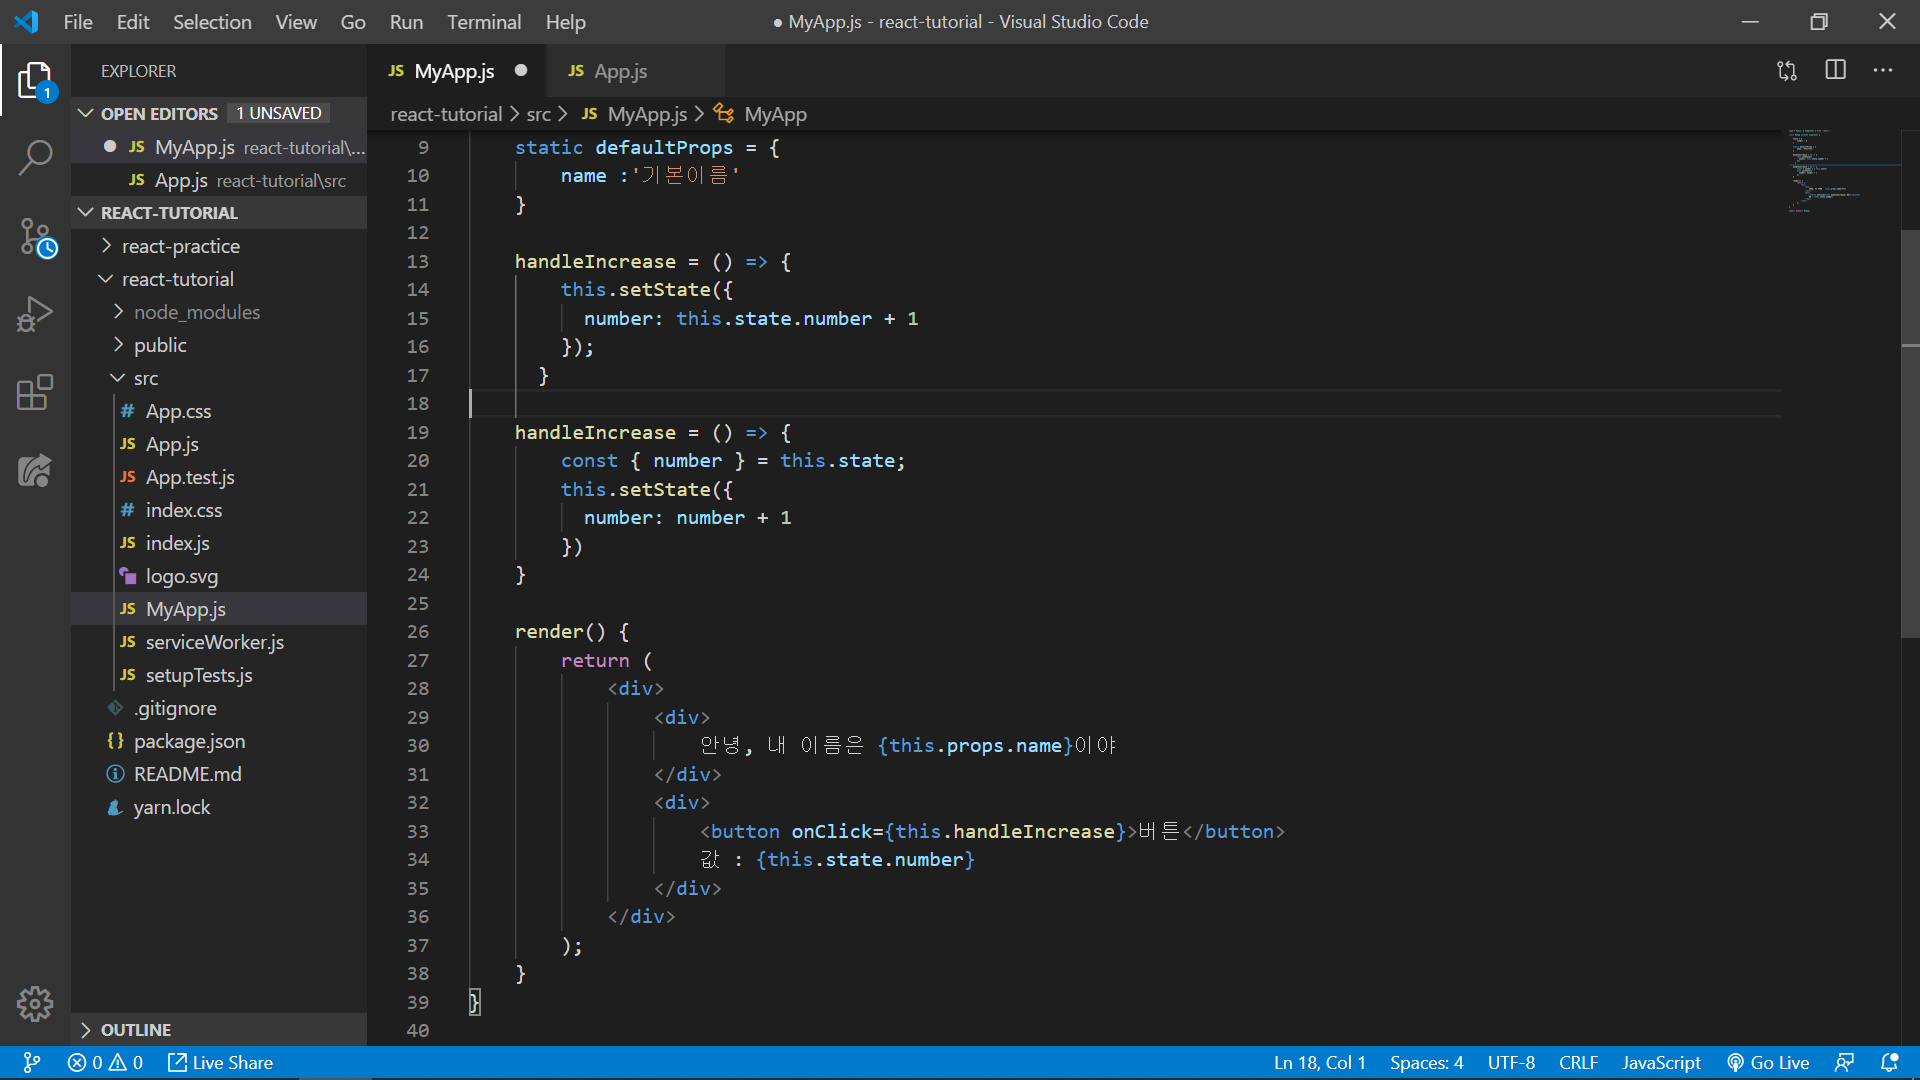 File Edit Selection View Go Run Terminal Help
● MyApp.js - react-tutorial - Visual Studio Code
1
EXPLORER
OPEN EDITORS 1 UNSAVED
JS MyApp.js react-tutorial\...
JS App.js react-tutorial\src
REACT-TUTORIAL
react-practice
react-tutorial
node_modules
public
src
# App.css
JS App.js
JS App.test.js
# index.css
JS index.js
logo.svg
JS MyApp.js
JS serviceWorker.js
JS setupTests.js
.gitignore
{} package.json
README.md
yarn.lock
OUTLINE
JS MyApp.js ●
JS App.js
react-tutorial > src > JS MyApp.js > MyApp
9 static defaultProps = {
10 name :'기본이름'
11 }
12
13 handleIncrease = () => {
14 this.setState({
15 number: this.state.number + 1
16 });
17 }
18
19 handleIncrease = () => {
20 const { number } = this.state;
21 this.setState({
22 number: number + 1
23 })
24 }
25
26 render() {
27 return (
28 <div>
29 <div>
30 안녕, 내 이름은 {this.props.name}이야
31 </div>
32 <div>
33 <button onClick={this.handleIncrease}>버튼</button>
34 값 : {this.state.number}
35 </div>
36 </div>
37 );
38 }
39 }
40
0 0 Live Share
Ln 18, Col 1 Spaces: 4 UTF-8 CRLF JavaScript Go Live